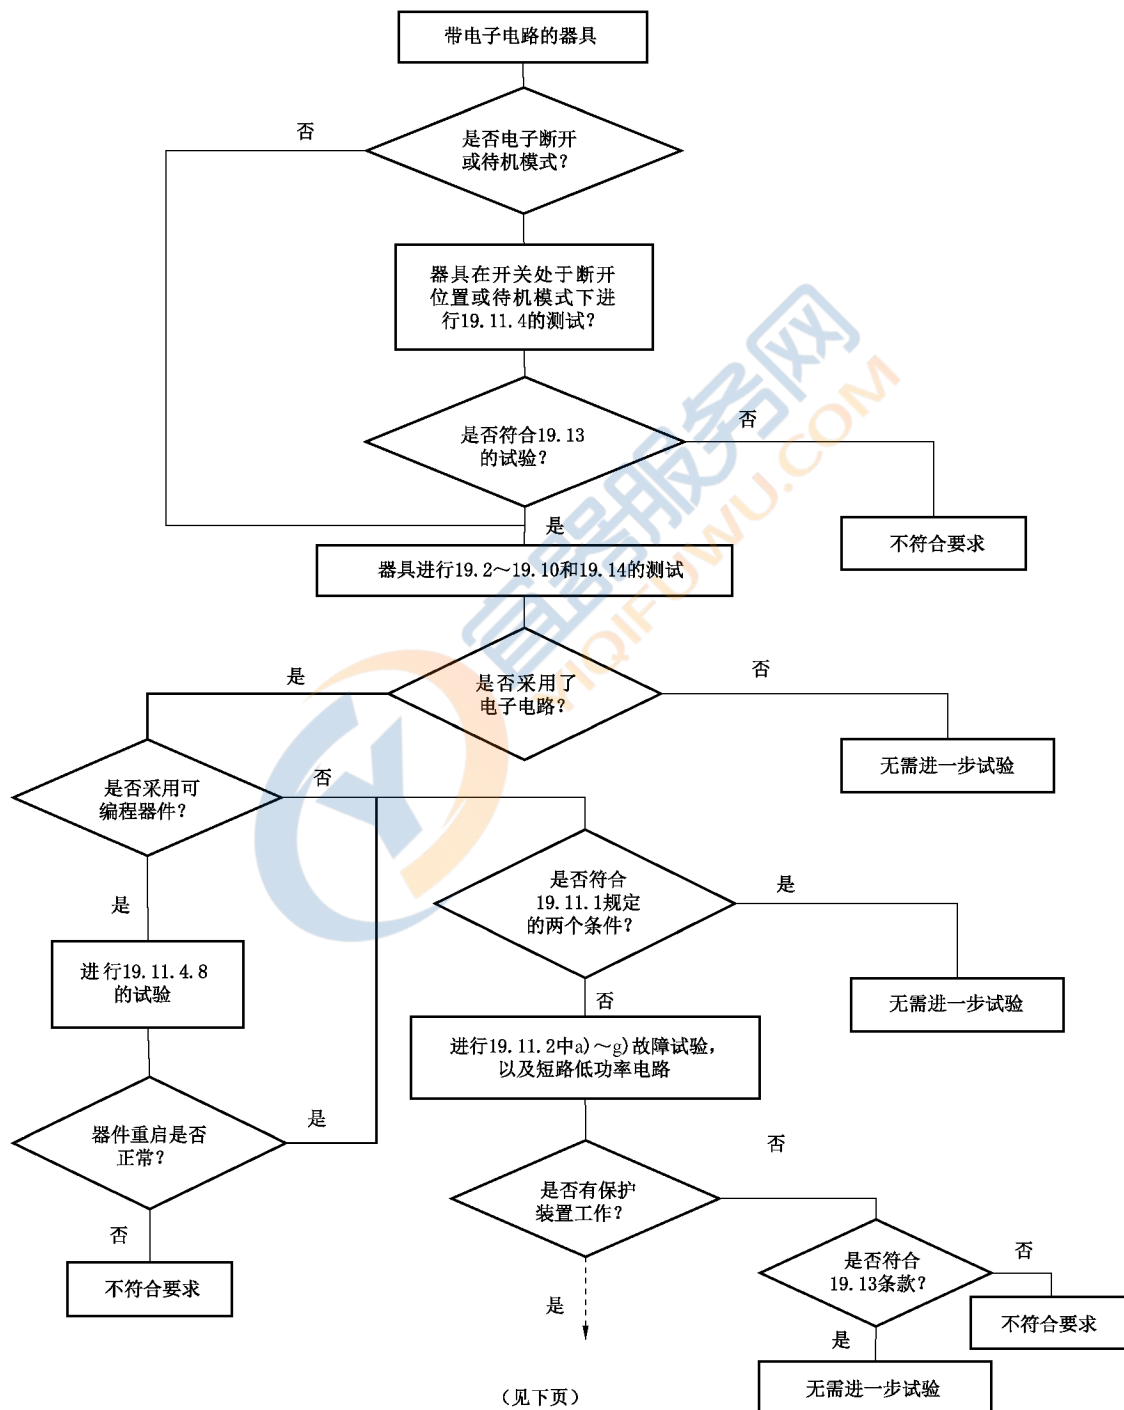 带电子电路的器具
否
是否电子断开
或待机模式？
器具在开关处于断开
位置或待机模式下进
行19.11.4的测试？
是否符合19.13
的试验？
否
是
不符合要求
器具进行19.2～19.10和19.14的测试
是
是否采用了
电子电路？
否
无需进一步试验
是否采用可
编程器件？
否
是
是否符合
19.11.1规定
的两个条件？
是
进行19.11.4.8
的试验
否
无需进一步试验
进行19.11.2中a)～g)故障试验，
以及短路低功率电路
器件重启是否
正常？
是
否
是否有保护
装置工作？
否
不符合要求
是
是否符合
19.13条款？
否
不符合要求
是
无需进一步试验
（见下页）
宜器服务网
YIQIFUWU.COM